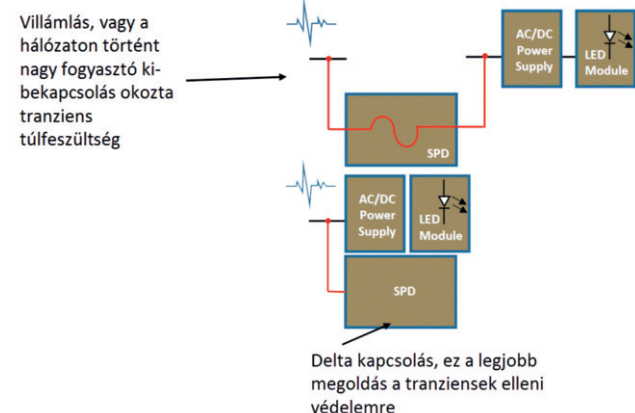 Villámlás, vagy a
hálózaton történt
nagy fogyasztó ki-
bekapcsolás okozta
tranziens
túlfeszültség
AC/DC
Power
Supply
LED
Module
SPD
AC/DC
Power
Supply
LED
Module
SPD
Delta kapcsolás, ez a legjobb
megoldás a tranziensek elleni
védelemre